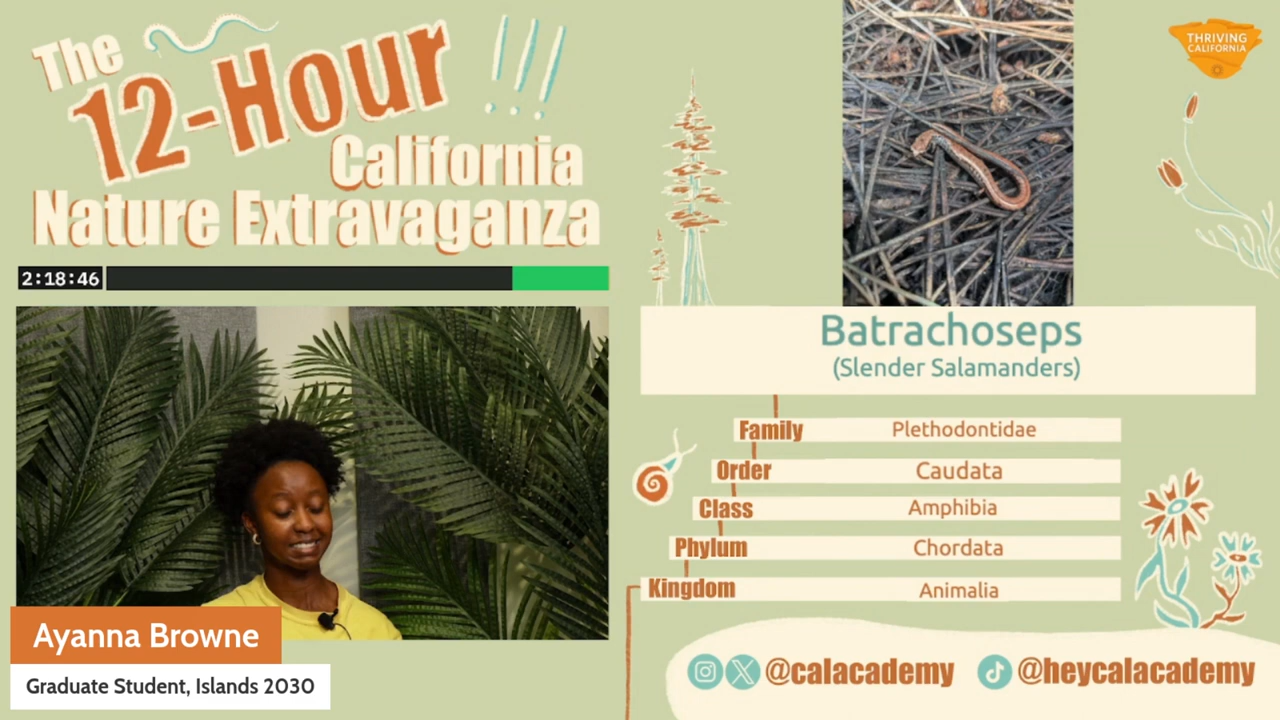 The
12-Hour !!!
California
Nature Extravaganza
2:18:46
Ayanna Browne
Graduate Student, Islands 2030
THRIVING
CALIFORNIA
Batrachoseps
(Slender Salamanders)
Family Plethodontidae
Order Caudata
Class Amphibia
Phylum Chordata
Kingdom Animalia
@calacademy @heycalacademy